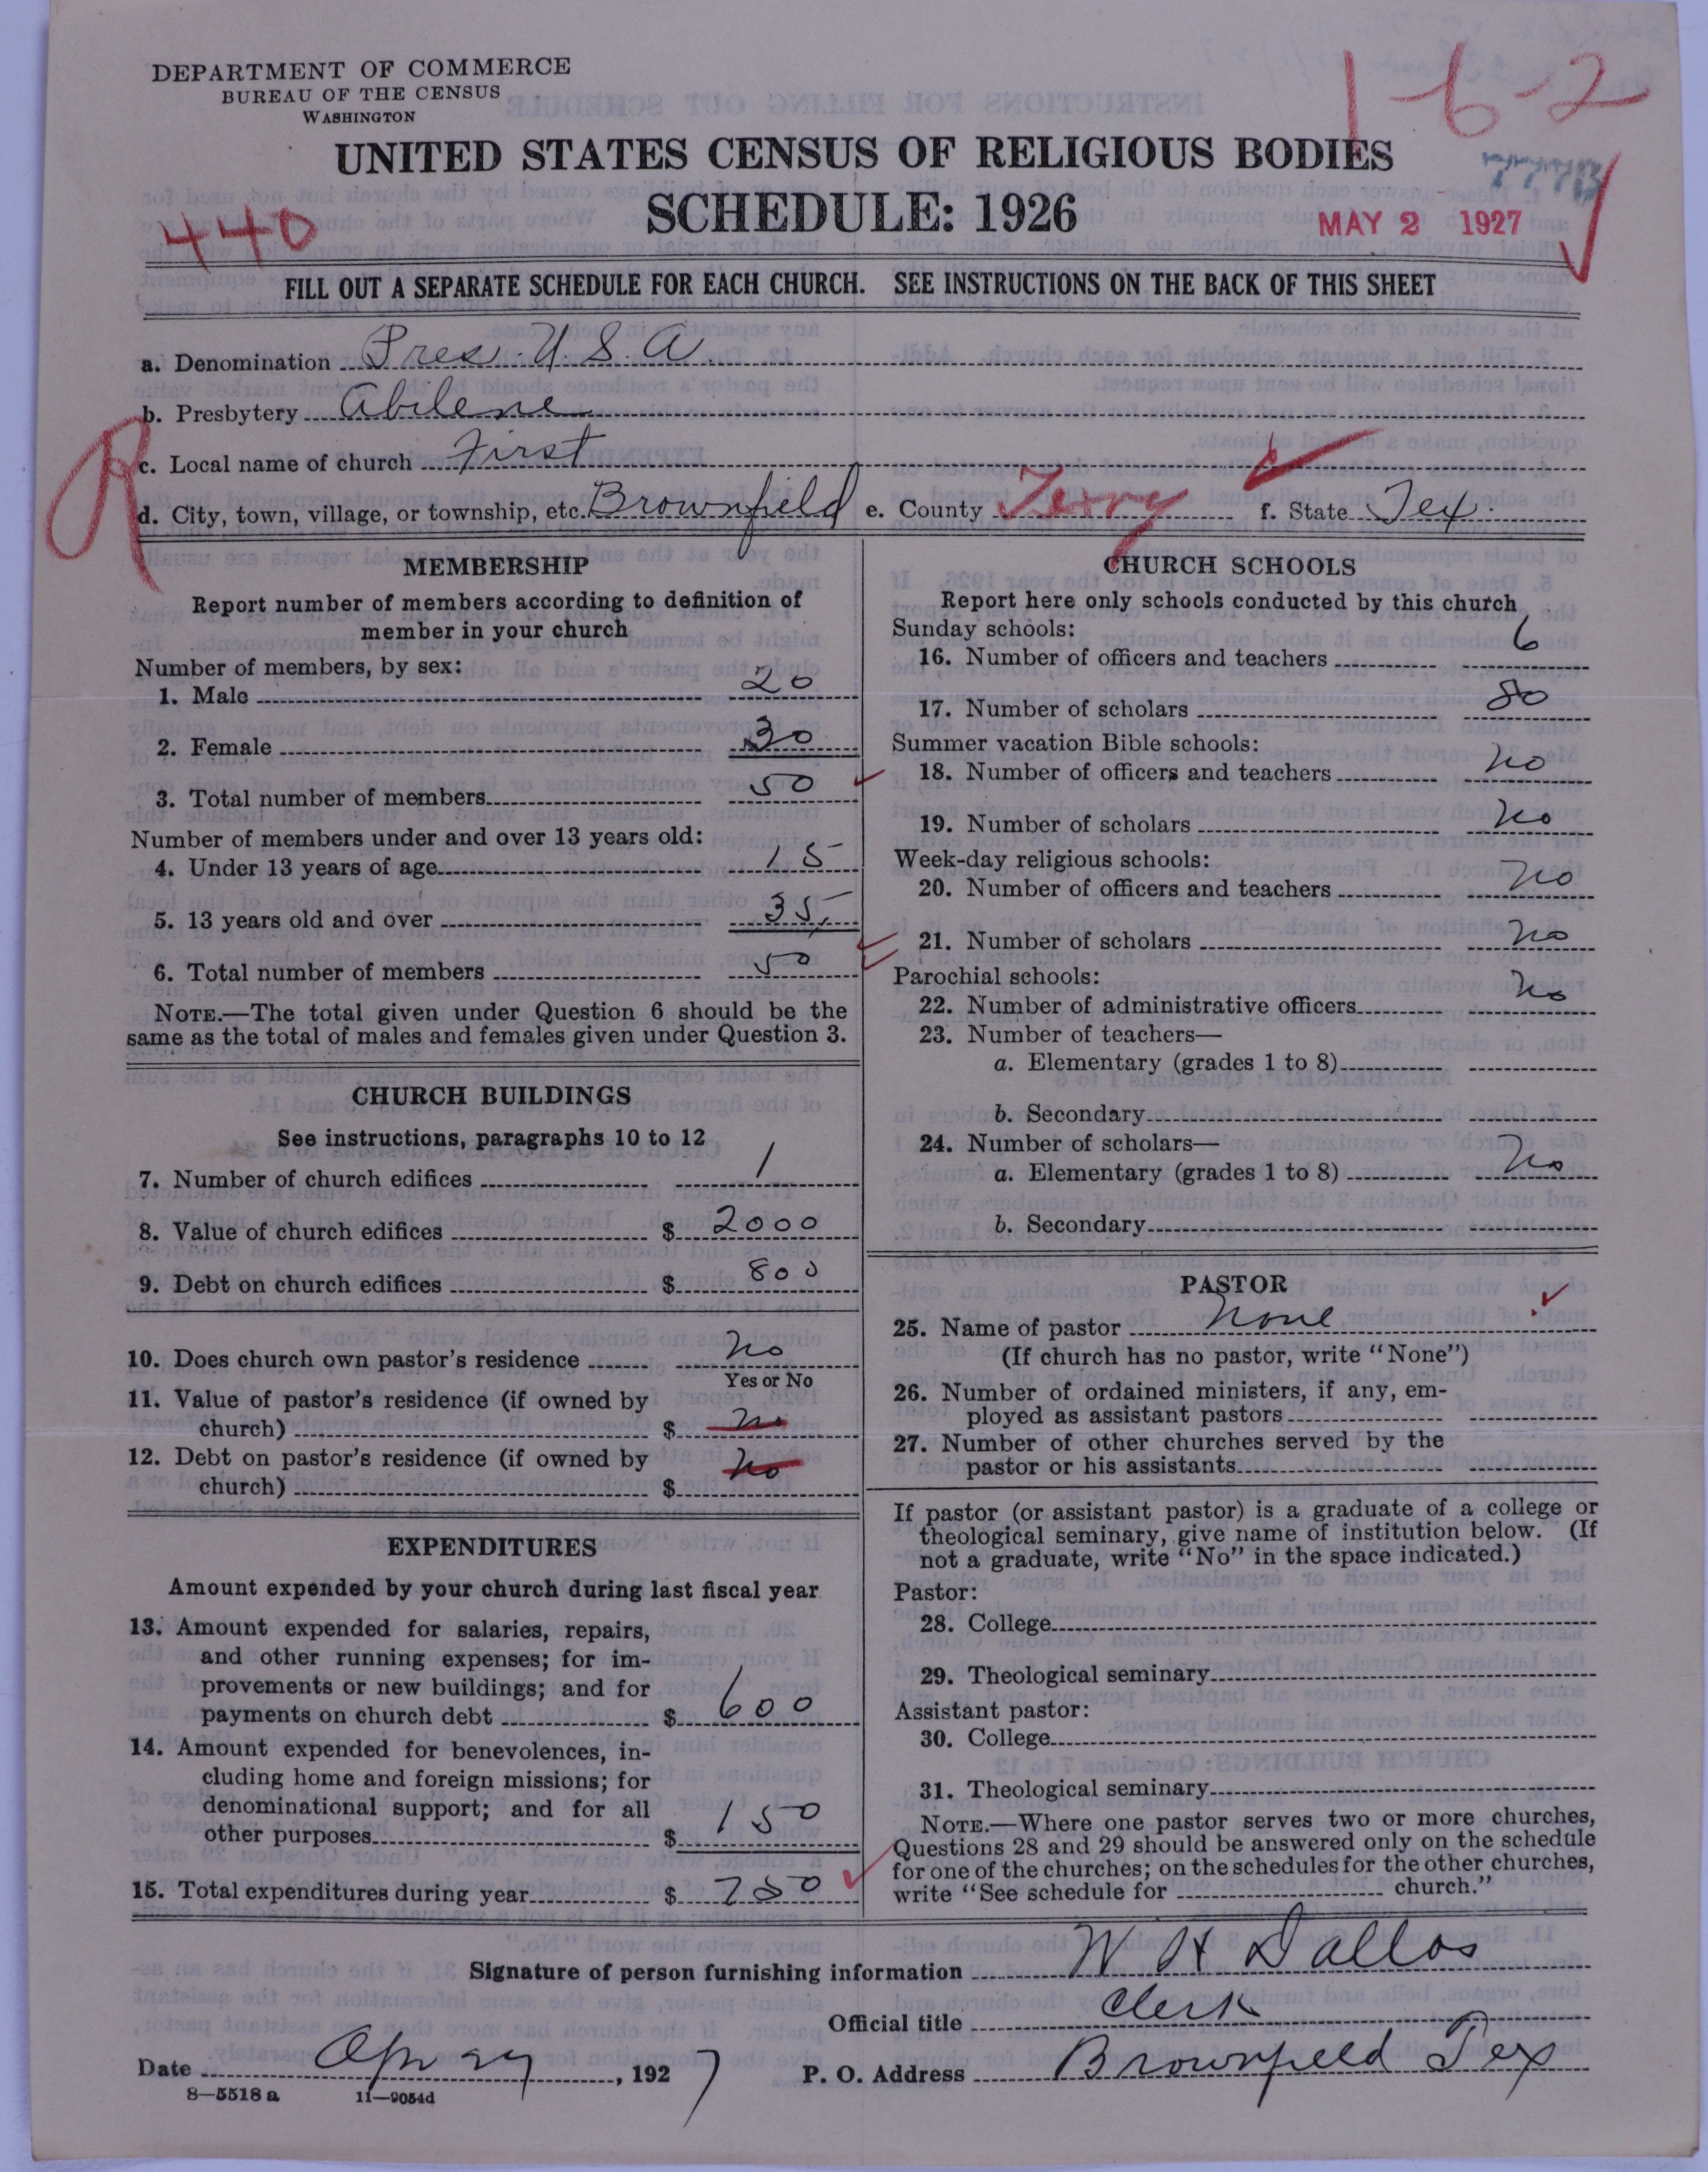 DEPARTMENT OF COMMERCE
BUREAU OF THE CENSUS
WASHINGTON
1-6-2
UNITED STATES CENSUS OF RELIGIOUS BODIES
SCHEDULE: 1926
440
MAY 2 1927
FILL OUT A SEPARATE SCHEDULE FOR EACH CHURCH. SEE INSTRUCTIONS ON THE BACK OF THIS SHEET
a. Denomination Pres. U.S.A.
b. Presbytery Abilene
R
c. Local name of church First
d. City, town, village, or township, etc. Brownfield e. County Terry f. State Tex.
MEMBERSHIP
Report number of members according to definition of
member in your church
Number of members, by sex:
1. Male 20
2. Female 30
3. Total number of members 50
Number of members under and over 13 years old:
4. Under 13 years of age 15
5. 13 years old and over 35
6. Total number of members 50
NOTE.—The total given under Question 6 should be the
same as the total of males and females given under Question 3.
CHURCH BUILDINGS
See instructions, paragraphs 10 to 12
7. Number of church edifices 1
8. Value of church edifices $ 2000
9. Debt on church edifices $ 800
10. Does church own pastor's residence No
Yes or No
11. Value of pastor's residence (if owned by
church) $ No
12. Debt on pastor's residence (if owned by
church) $ No
EXPENDITURES
Amount expended by your church during last fiscal year
13. Amount expended for salaries, repairs,
and other running expenses; for im-
provements or new buildings; and for
payments on church debt $ 600
14. Amount expended for benevolences, in-
cluding home and foreign missions; for
denominational support; and for all
other purposes $ 150
15. Total expenditures during year $ 750
CHURCH SCHOOLS
Report here only schools conducted by this church
Sunday schools:
16. Number of officers and teachers 6
17. Number of scholars 80
Summer vacation Bible schools:
18. Number of officers and teachers No
19. Number of scholars No
Week-day religious schools:
20. Number of officers and teachers No
21. Number of scholars No
Parochial schools:
22. Number of administrative officers No
23. Number of teachers—
a. Elementary (grades 1 to 8)
b. Secondary
24. Number of scholars—
a. Elementary (grades 1 to 8) No
b. Secondary
PASTOR
25. Name of pastor None
(If church has no pastor, write "None")
26. Number of ordained ministers, if any, em-
ployed as assistant pastors
27. Number of other churches served by the
pastor or his assistants
If pastor (or assistant pastor) is a graduate of a college or
theological seminary, give name of institution below. (If
not a graduate, write "No" in the space indicated.)
Pastor:
28. College
29. Theological seminary
Assistant pastor:
30. College
31. Theological seminary
NOTE.—Where one pastor serves two or more churches,
Questions 28 and 29 should be answered only on the schedule
for one of the churches; on the schedules for the other churches,
write "See schedule for church."
Signature of person furnishing information W H Dallas
Official title Clerk
Date Apr 29, 1927 P. O. Address Brownfield Tex
8—5518 a 11—9054d